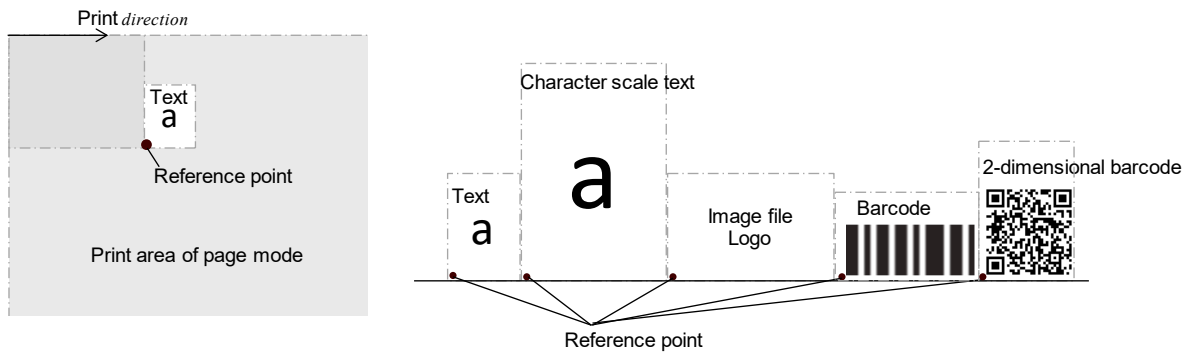 Print direction
Text
a
Reference point
Print area of page mode
Character scale text
a
Text
a
Image file
Logo
Barcode
2-dimensional barcode
Reference point